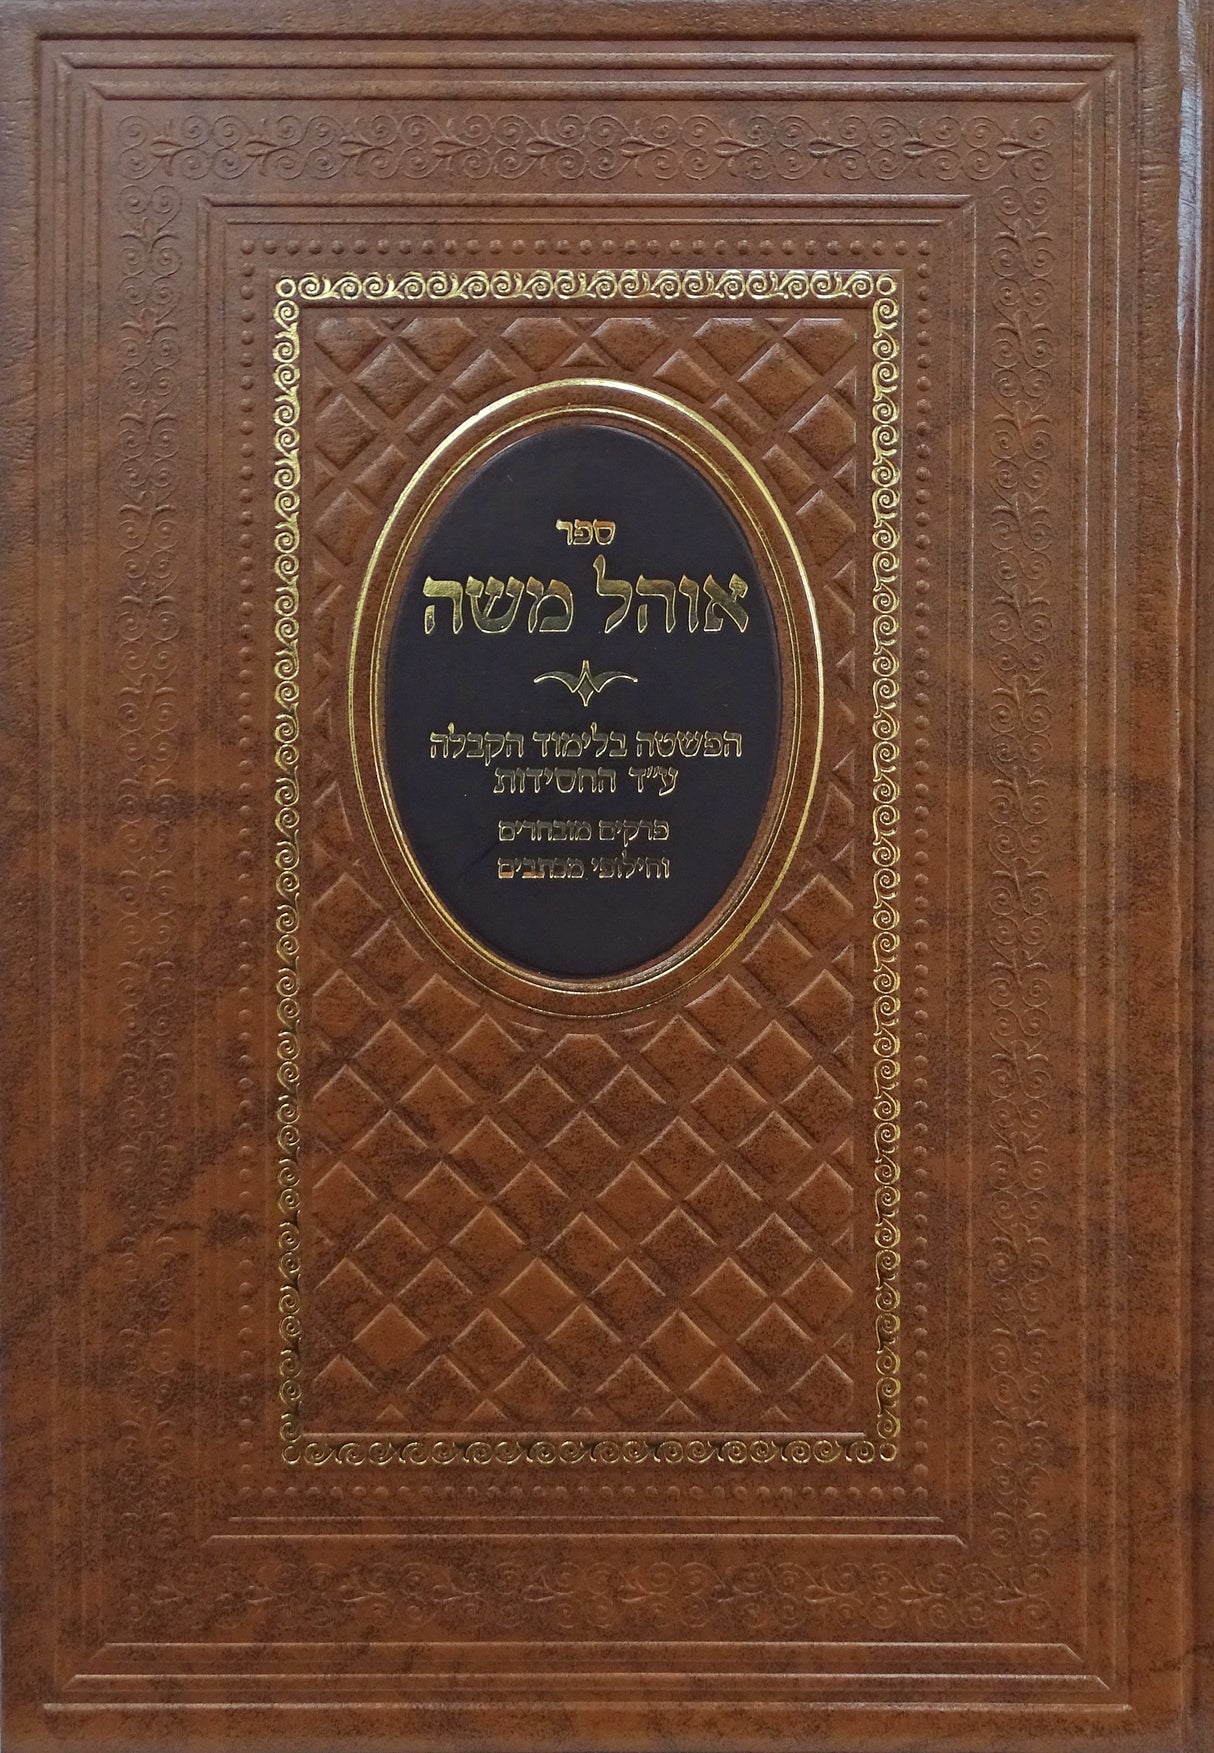 ספר
אוהל משה
הפשטה בלימוד הקבלה
ע"ד החסידות
פרקים מובחרים
וחילופי מכתבים